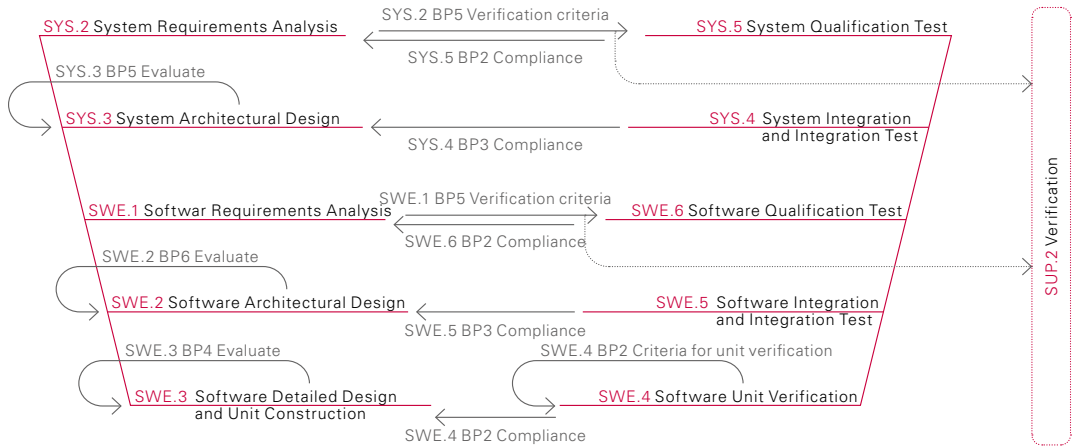 SYS.2 System Requirements Analysis
SYS.2 BP5 Verification criteria
SYS.5 System Qualification Test
SYS.5 BP2 Compliance
SYS.3 BP5 Evaluate
SYS.3 System Architectural Design
SYS.4 System Integration
and Integration Test
SYS.4 BP3 Compliance
SWE.1 BP5 Verification criteria
SWE.1 Softwar Requirements Analysis
SWE.6 Software Qualification Test
SWE.6 BP2 Compliance
SWE.2 BP6 Evaluate
SWE.2 Software Architectural Design
SWE.5 Software Integration
and Integration Test
SWE.5 BP3 Compliance
SWE.3 BP4 Evaluate
SWE.4 BP2 Criteria for unit verification
SWE.3 Software Detailed Design
and Unit Construction
SWE.4 Software Unit Verification
SWE.4 BP2 Compliance
SUP.2 Verification